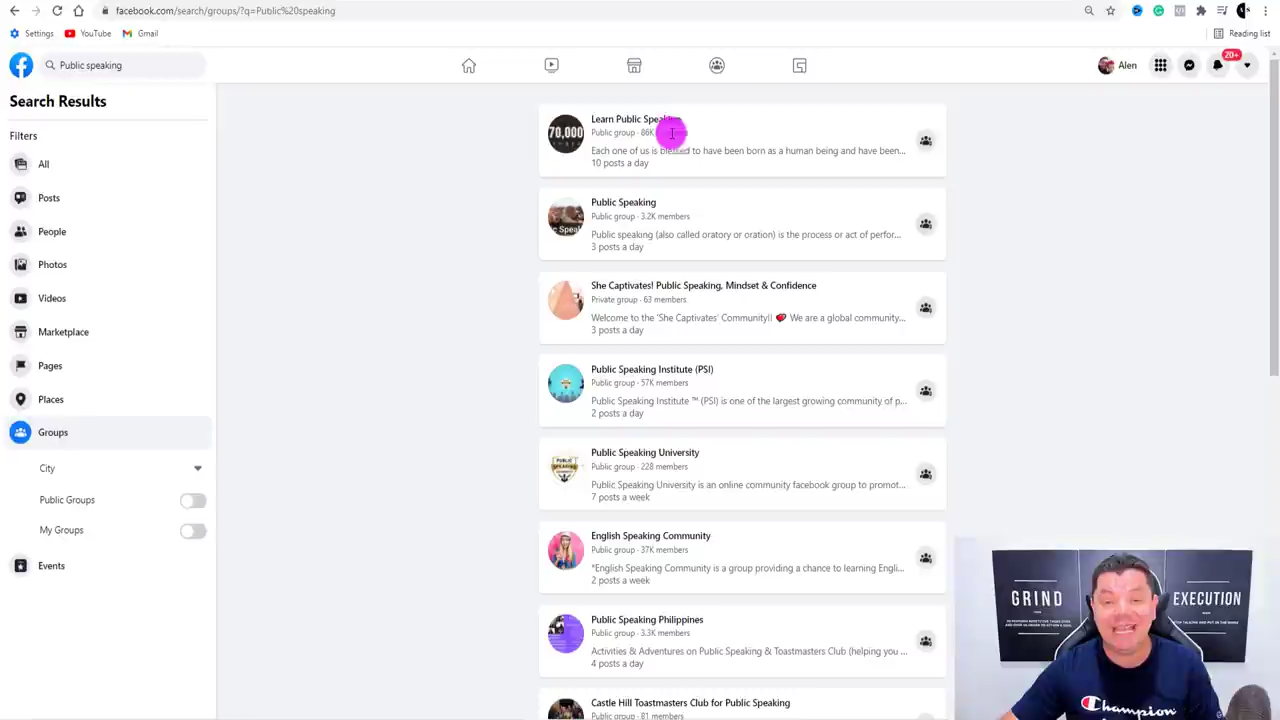 facebook.com/search/groups/?q=Public%20speaking
Settings
YouTube
Gmail
Reading list
Public speaking
Alen
20+
Search Results
Filters
All
Posts
People
Photos
Videos
Marketplace
Pages
Places
Groups
City
Public Groups
My Groups
Events
70,000
Learn Public
Public group · 86K
Each one of us is blessed to have been born as a human being and have been...
10 posts a day
Public Speaking
Public group · 3.2K members
Public speaking (also called oratory or oration) is the process or act of perfor...
3 posts a day
She Captivates! Public Speaking, Mindset & Confidence
Private group · 63 members
Welcome to the 'She Captivates' Community!! We are a global community...
3 posts a day
Public Speaking Institute (PSI)
Public group · 57K members
Public Speaking Institute ™ (PSI) is one of the largest growing community of p...
2 posts a day
Public Speaking University
Public group · 228 members
Public Speaking University is an online community facebook group to promot...
7 posts a week
English Speaking Community
Public group · 37K members
*English Speaking Community is a group providing a chance to learning Engli...
2 posts a week
Public Speaking Philippines
Public group · 3.3K members
Activities & Adventures on Public Speaking & Toastmasters Club (helping you ...
4 posts a day
Castle Hill Toastmasters Club for Public Speaking
Public group · 81 members
GRIND
EXECUTION
Champion